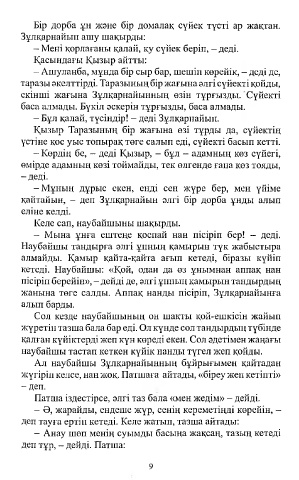 Бір дорба ұн және бір домалақ сүйек түсті ар жақтан.
Зұлқарнайын ашу шақырды:
– Мені қорлағаны қалай, қу сүйек беріп, – деді.
Қасындағы Қызыр айтты:
– Ашуланба, мұнда бір сыр бар, шешіп көрейік, – деді де,
таразы әкелттірді. Таразының бір жағына әлгі сүйекті қойды,
екінші жағына Зұлқарнайынның өзін тұрғызды. Сүйекті
баса алмады. Бүкіл әскерін тұрғызды, баса алмады.
– Бұл қалай, түсіндір! – деді Зұлқарнайын.
Қызыр Таразының бір жағына өзі тұрды да, сүйектің
үстіне қос уыс топырақ төге салып еді, сүйекті басып кетті.
– Көрдің бе, – деді Қызыр, – бұл – адамның көз сүйегі,
өмірде адамның көзі тоймайды, тек өлгенде ғана көз тояды,
– деді.
– Мұның дұрыс екен, енді сен жүре бер, мен үйіме
қайтайын, – деп Зұлқарнайын әлгі бір дорба ұнды алып
еліне келді.
Келе сап, наубайшыны шақырды.
– Мына ұнға ештеңе қоспай нан пісіріп бер! – деді.
Наубайшы тандырға әлгі ұнның қамырын түк жабыстыра
алмайды. Қамыр қайта-қайта ағып кетеді, біразы күйіп
кетеді. Наубайшы: «Қой, одан да өз ұнымнан аппақ нан
пісіріп берейін», – дейді де, әлгі ұнның қамырын тандырдың
жанына төге салды. Аппақ нанды пісіріп, Зұлқарнайынға
алып барды.
Сол кезде наубайшының он шақты қой-ешкісін жайып
жүретін тазша бала бар еді. Ол күнде сол тандырдың түбінде
қалған күйіктерді жеп күн көреді екен. Сол әдетімен жаңағы
наубайшы тастап кеткен күйік нанды түгел жеп қойды.
Ал наубайшы Зұлқарнайынның бұйрығымен қайтадан
жүгіріп келсе, нан жоқ. Патшаға айтады, «біреу жеп кетіпті»
– деп.
Патша іздестірсе, әлгі таз бала «мен жедім» – дейді.
– Ә, жарайды, ендеше жүр, сенің кереметіңді көрейін, –
деп тауға ертіп кетеді. Келе жатып, тазша айтады:
– Анау шөп менің суымды басыңа жақсаң, тазың кетеді
деп тұр, – дейді. Патша:
9